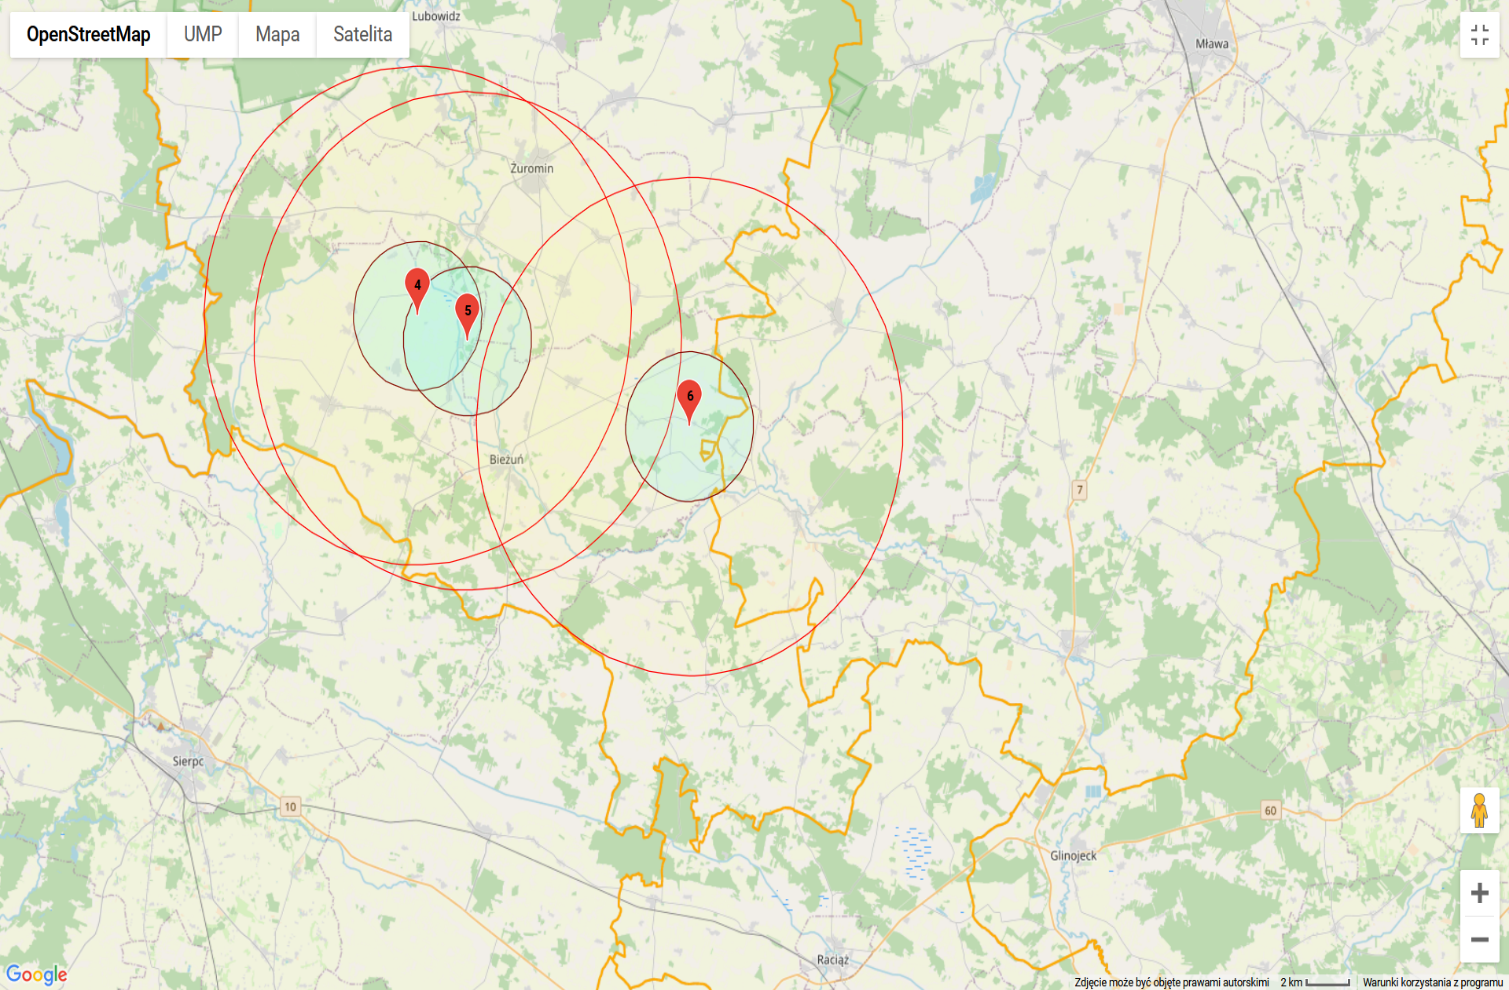 Lubowidz
OpenStreetMap UMP Mapa Satelita
Mława
Żuromin
4
5
6
Bieżuń
7
Sierpc
10
60
Glinojeck
Raciąż
Google
Zdjęcie może być objęte prawami autorskimi 2 km Warunki korzystania z programu